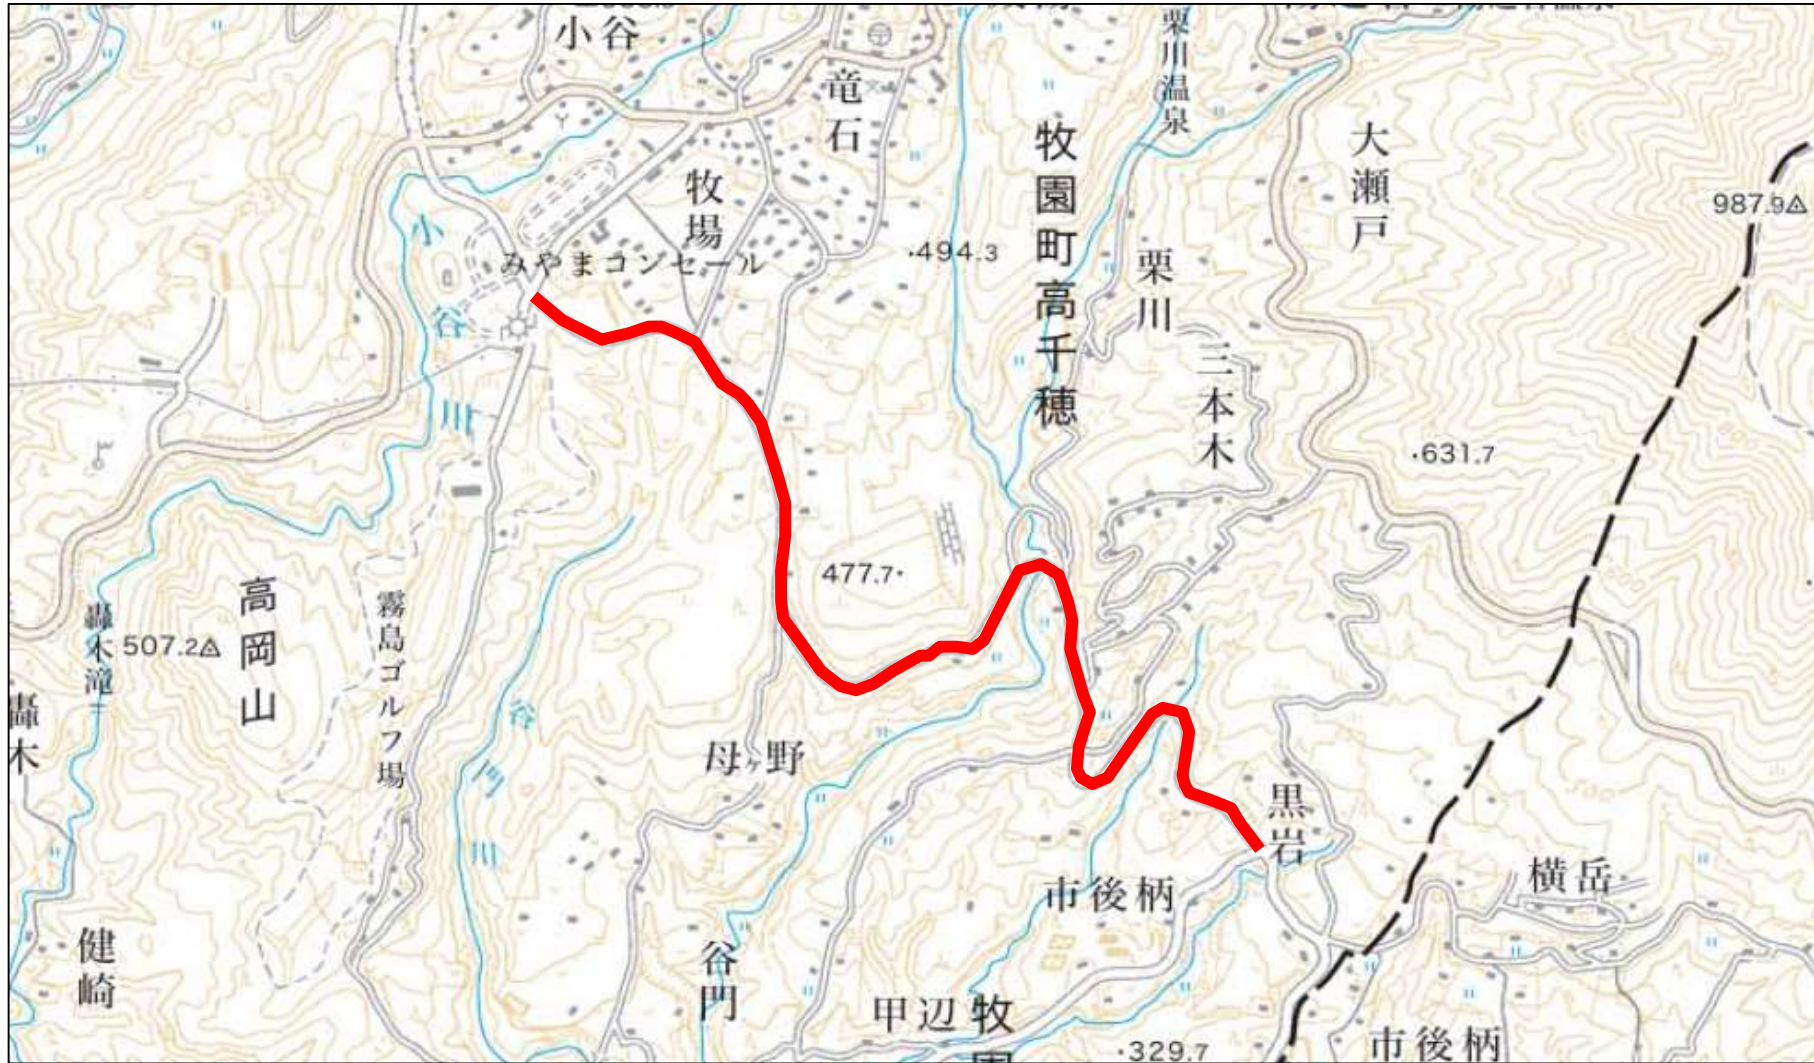 小谷
栗川温泉
竜石
牧園町高千穂
大瀬戸
牧場
987.9
小谷川
みやまコンセール
494.3
栗川
三本木
631.7
477.7
高岡山
507.2
轟木滝
霧島ゴルフ場
轟木
谷門川
母ヶ野
黒岩
市後柄
横岳
健崎
谷門
甲辺
牧園
329.7
市後柄